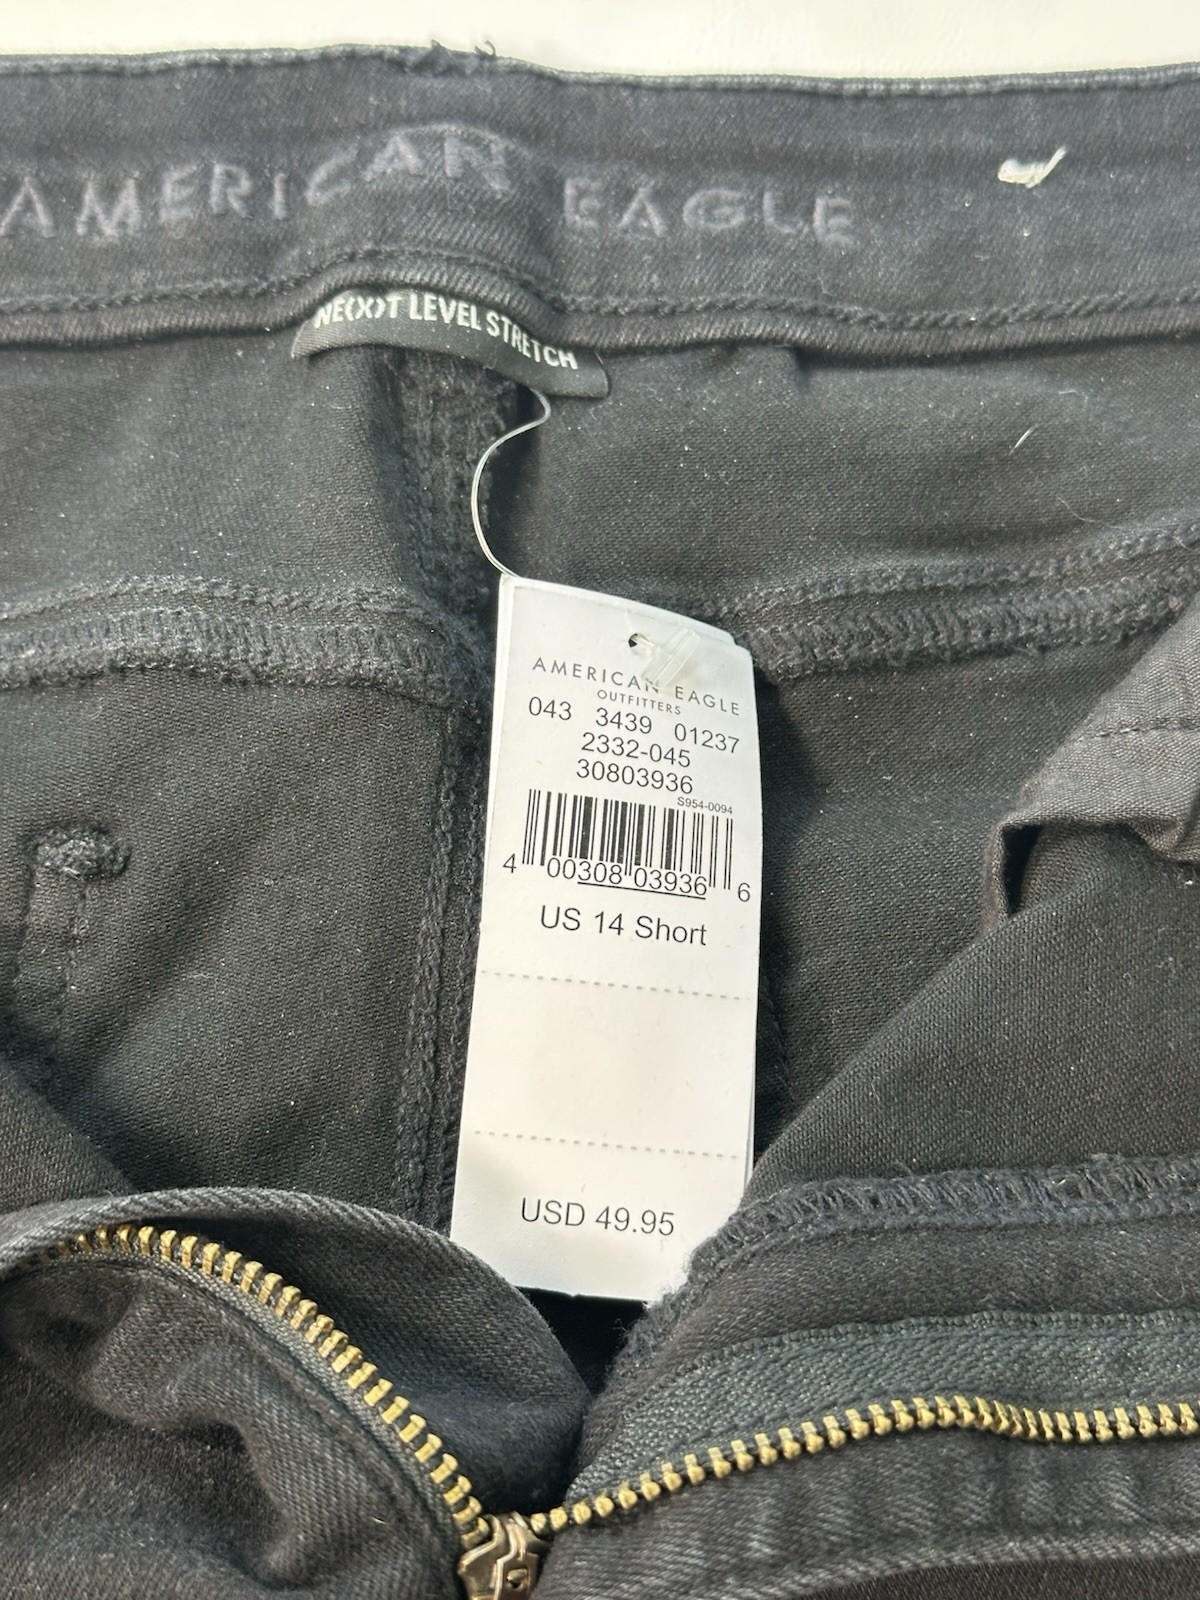 AMERICAN EAGLE
NE(X)T LEVEL STRETCH
AMERICAN EAGLE
OUTFITTERS
043 3439 01237
2332-045
30803936
S954-0094
4 00308 03936 6
US 14 Short
USD 49.95